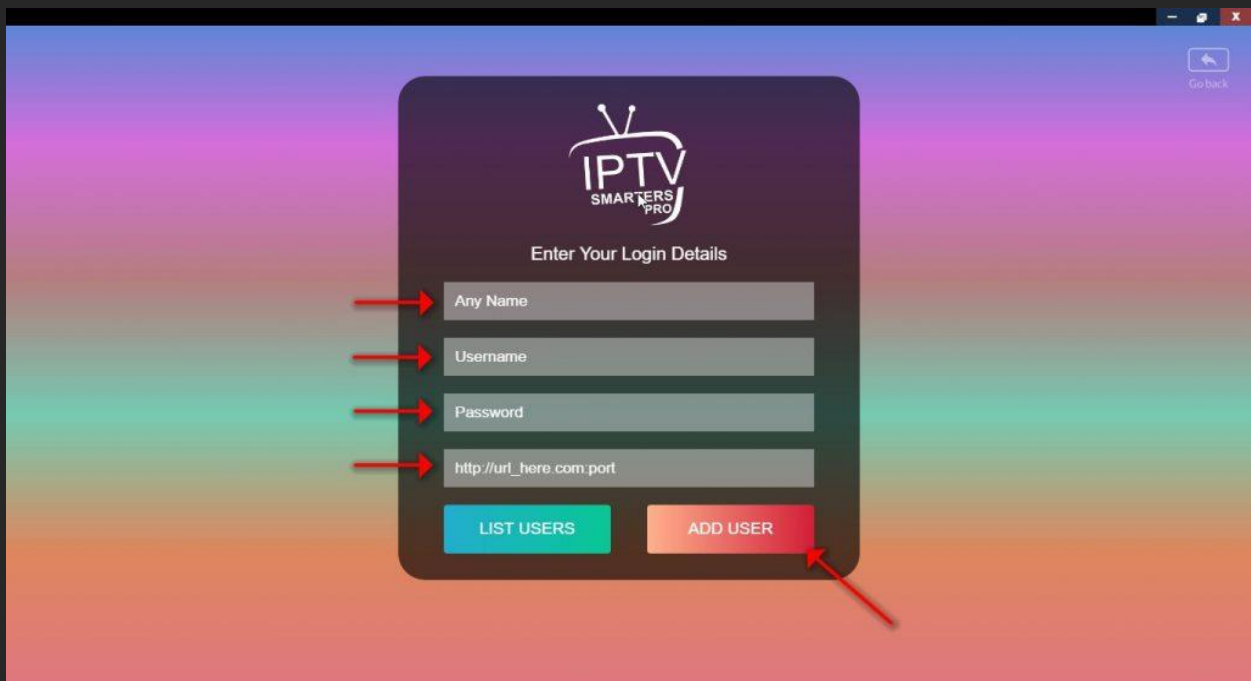 X
Go back
IPTV
SMARTERS
PRO
Enter Your Login Details
Any Name
Username
Password
http://url_here.com:port
LIST USERS
ADD USER